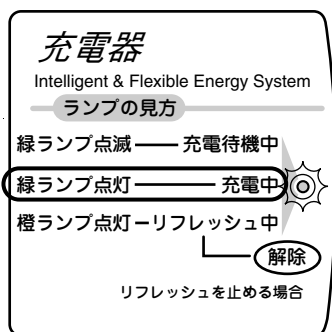 充電器
Intelligent & Flexible Energy System
ランプの見方
緑ランプ点滅――充電待機中
緑ランプ点灯――――充電中
橙ランプ点灯ーリフレッシュ中
解除
リフレッシュを止める場合